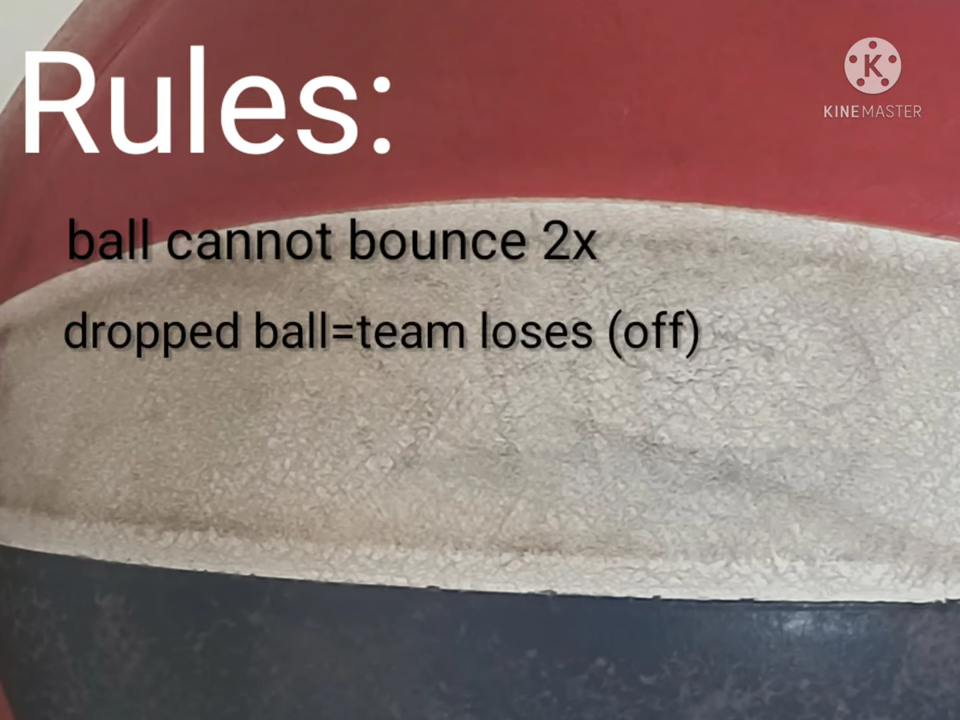 Rules:
K
KINEMASTER
ball cannot bounce 2x
dropped ball=team loses (off)